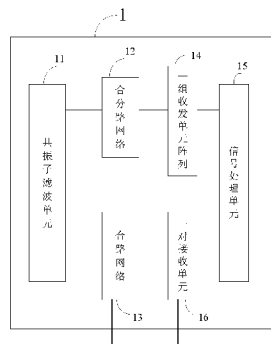 1
11
12
14
15
共振子滤波单元
合分路网络
一组收发单元阵列
信号处理单元
合路网络
对接收单元
13
16